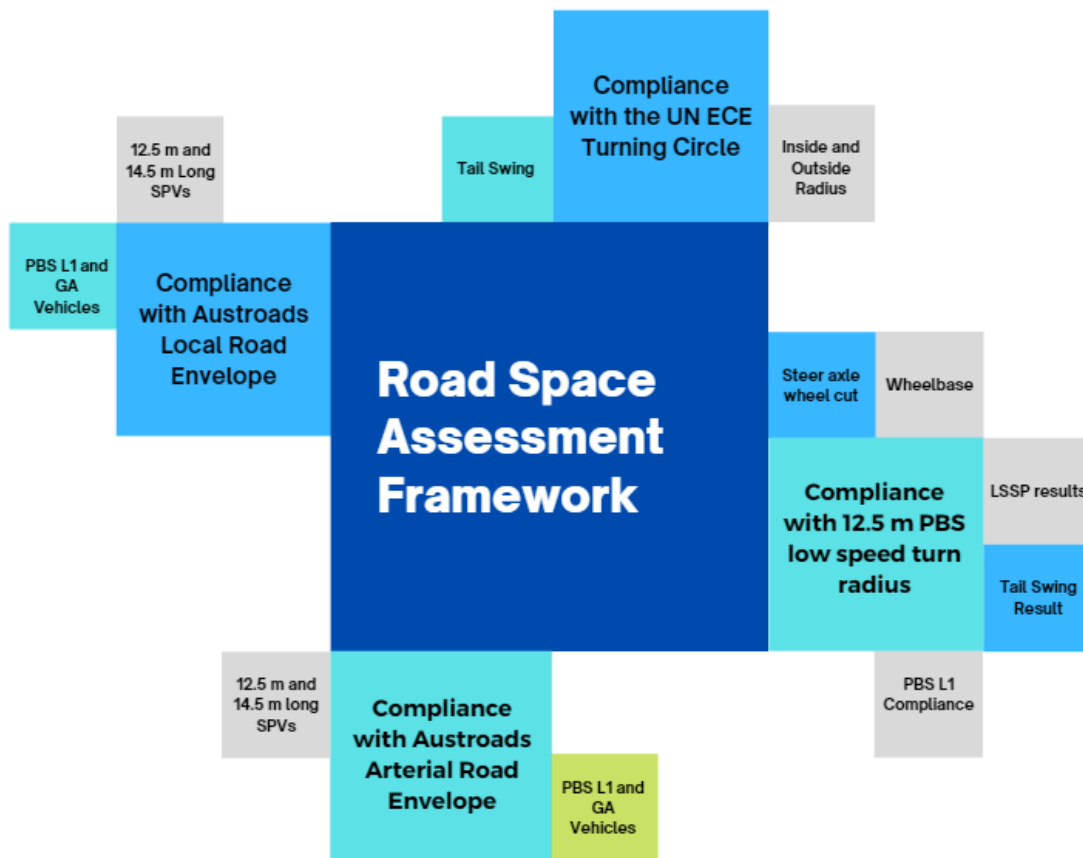 Compliance
with the UN ECE
Turning Circle
Tail Swing
Inside and
Outside
Radius
12.5 m and
14.5 m Long
SPVs
PBS L1 and
GA
Vehicles
Compliance
with Austroads
Local Road
Envelope
Road Space
Assessment
Framework
Steer axle
wheel cut
Wheelbase
Compliance
with 12.5 m PBS
low speed turn
radius
LSSP results
Tail Swing
Result
PBS L1
Compliance
12.5 m and
14.5 m long
SPVs
Compliance
with Austroads
Arterial Road
Envelope
PBS L1 and
GA
Vehicles